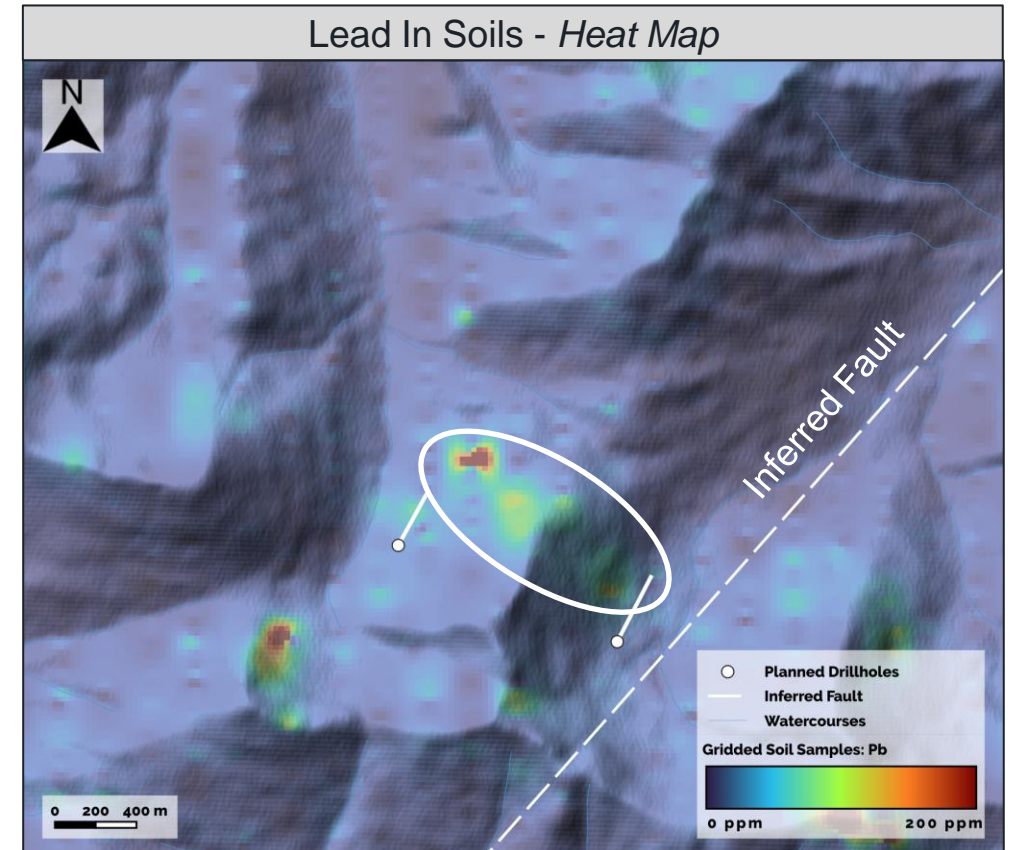 Lead In Soils - Heat Map
N
Inferred Fault
Planned Drillholes
Inferred Fault
Watercourses
Gridded Soil Samples: Pb
0 ppm 200 ppm
0 200 400 m